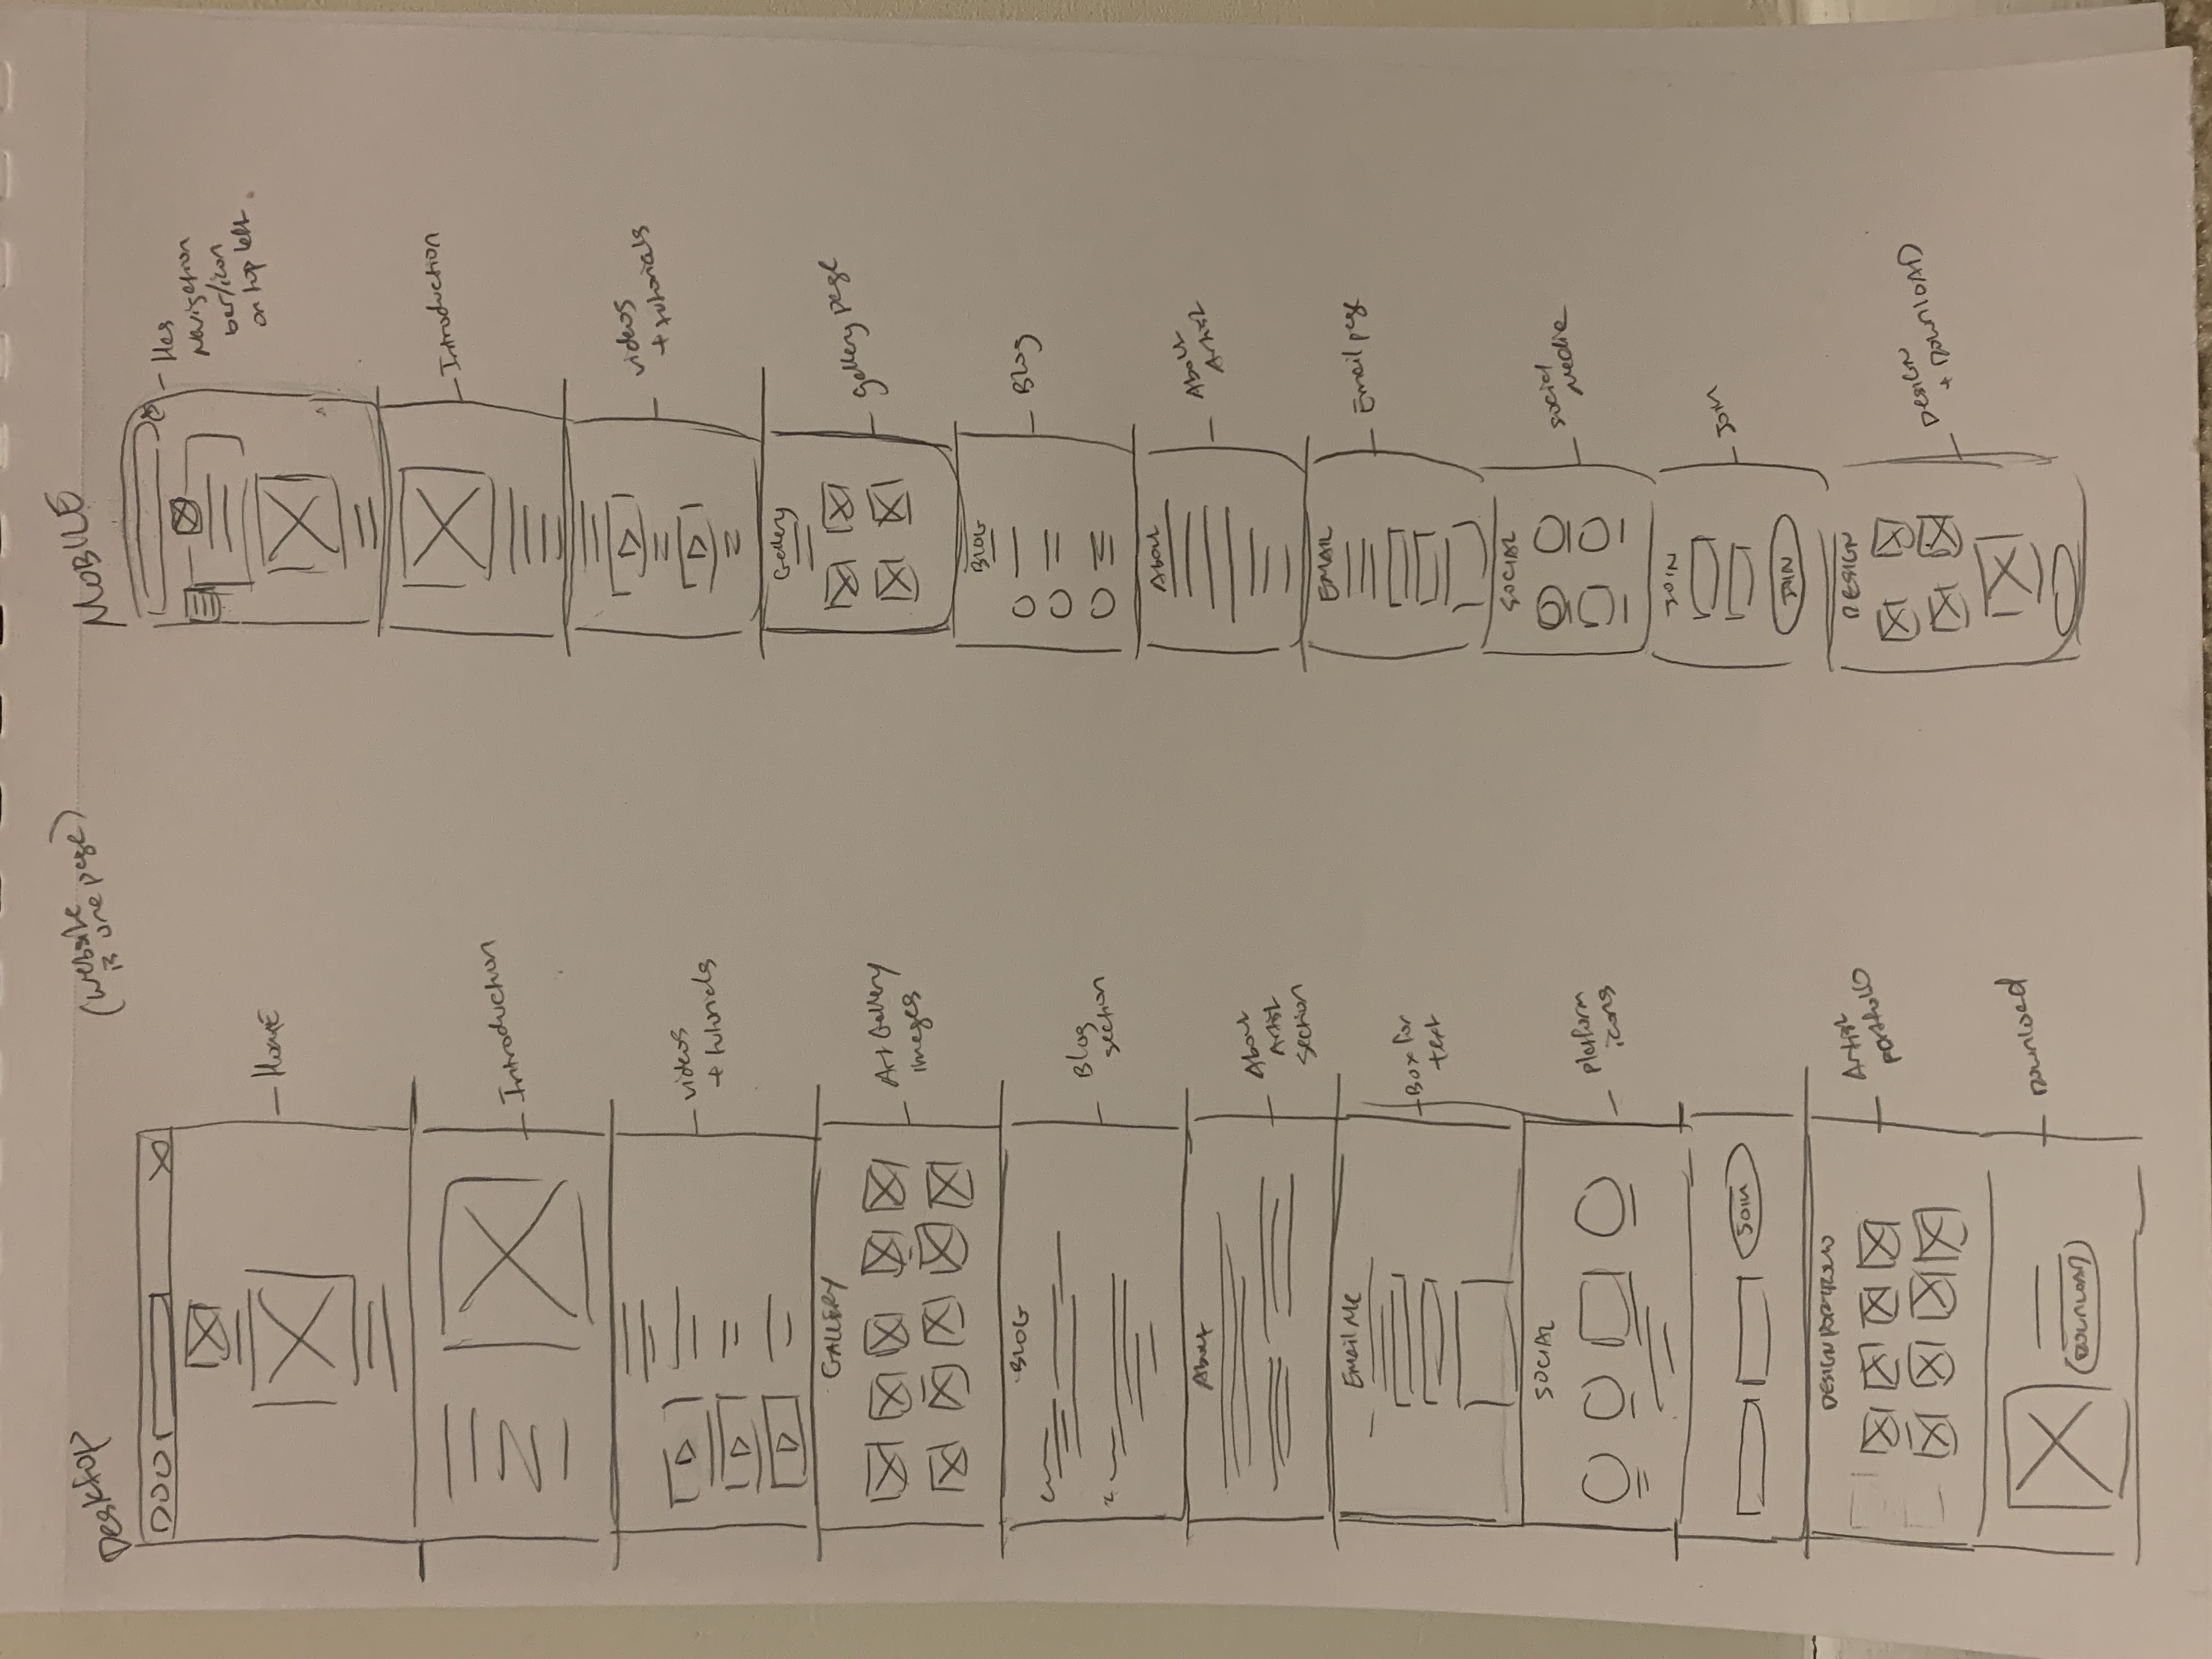 Desktop
(website
is one page)
MOBILE
Home
Introduction
videos
+ tutorials
GALLERY
Art Gallery
images
BLOG
Blog
section
About
About
Artist
section
Email Me
Box for
text
SOCIAL
platform
icons
Join
DESIGN PORTFOLIO
Artist
portfolio
Download
DOWNLOAD
Has
Navigation
bar/icon
on top left.
Introduction
videos
+ tutorials
Gallery
gallery page
BLOG
Blog
About
About
Artist
EMAIL
Email page
SOCIAL
social
media
JOIN
Join
JOIN
DESIGN
DESIGN
+ DOWNLOAD